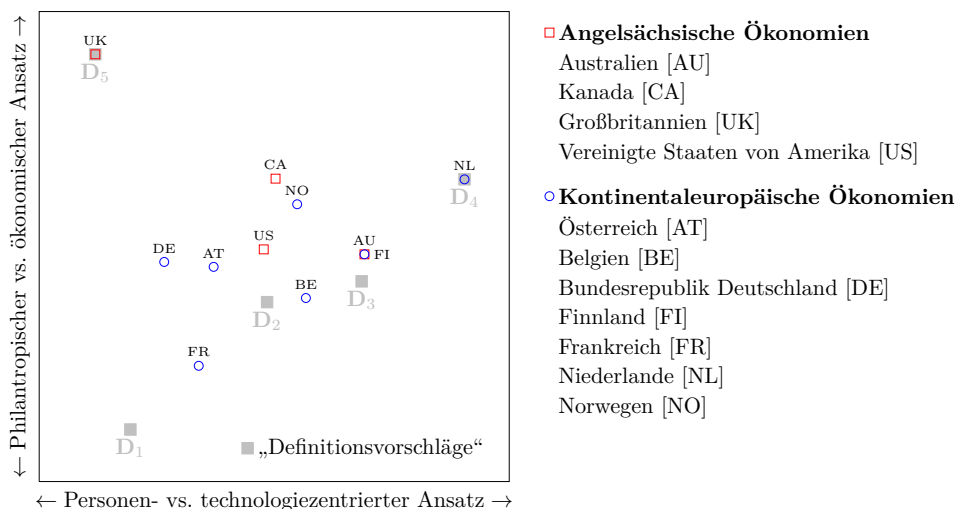 ← Philantropischer vs. ökonomischer Ansatz →
UK
D5
CA
NO
NL
D4
US
AU
FI
DE
AT
BE
D3
D2
FR
D1
„Definitionsvorschläge“
← Personen- vs. technologiezentrierter Ansatz →
Angelsächsische Ökonomien
Australien [AU]
Kanada [CA]
Großbritannien [UK]
Vereinigte Staaten von Amerika [US]
Kontinentaleuropäische Ökonomien
Österreich [AT]
Belgien [BE]
Bundesrepublik Deutschland [DE]
Finnland [FI]
Frankreich [FR]
Niederlande [NL]
Norwegen [NO]